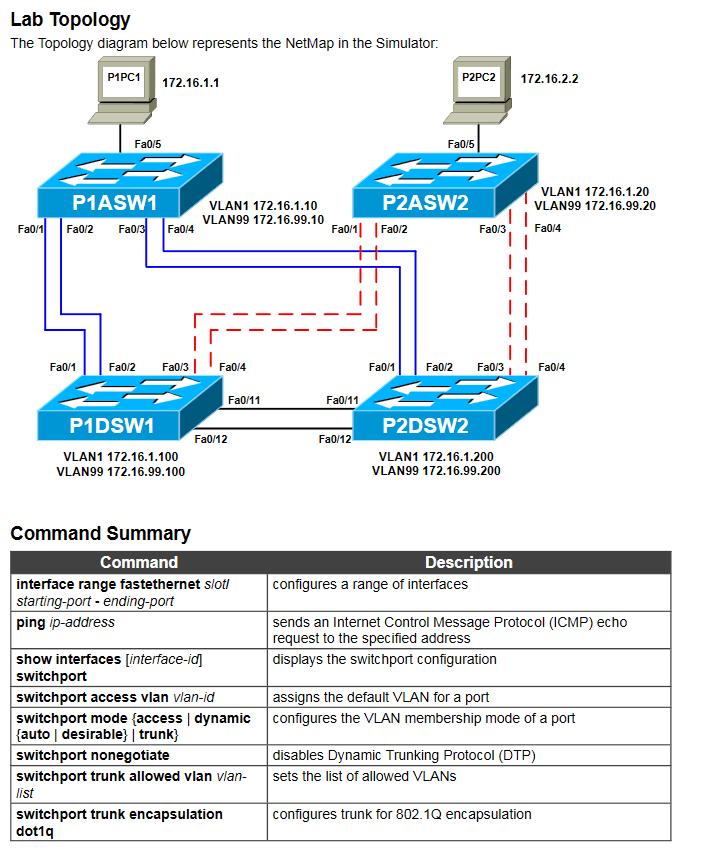 Lab Topology
The Topology diagram below represents the NetMap in the Simulator:
P1PC1
172.16.1.1
P2PC2
172.16.2.2
Fa0/5
Fa0/5
P1ASW1
P2ASW2
VLAN1 172.16.1.10
VLAN99 172.16.99.10
VLAN1 172.16.1.20
VLAN99 172.16.99.20
Fa0/1
Fa0/2
Fa0/3
Fa0/4
Fa0/1
Fa0/2
Fa0/3
Fa0/4
Fa0/1
Fa0/2
Fa0/3
Fa0/4
Fa0/1
Fa0/2
Fa0/3
Fa0/4
P1DSW1
Fa0/11
Fa0/11
P2DSW2
Fa0/12
Fa0/12
VLAN1 172.16.1.100
VLAN99 172.16.99.100
VLAN1 172.16.1.200
VLAN99 172.16.99.200
Command Summary
Command
Description
interface range fastethernet slot/
starting-port - ending-port
configures a range of interfaces
ping ip-address
sends an Internet Control Message Protocol (ICMP) echo
request to the specified address
show interfaces [interface-id]
switchport
displays the switchport configuration
switchport access vlan vlan-id
assigns the default VLAN for a port
switchport mode {access | dynamic
{auto | desirable} | trunk}
configures the VLAN membership mode of a port
switchport nonegotiate
disables Dynamic Trunking Protocol (DTP)
switchport trunk allowed vlan vlan-
list
sets the list of allowed VLANs
switchport trunk encapsulation
dot1q
configures trunk for 802.1Q encapsulation